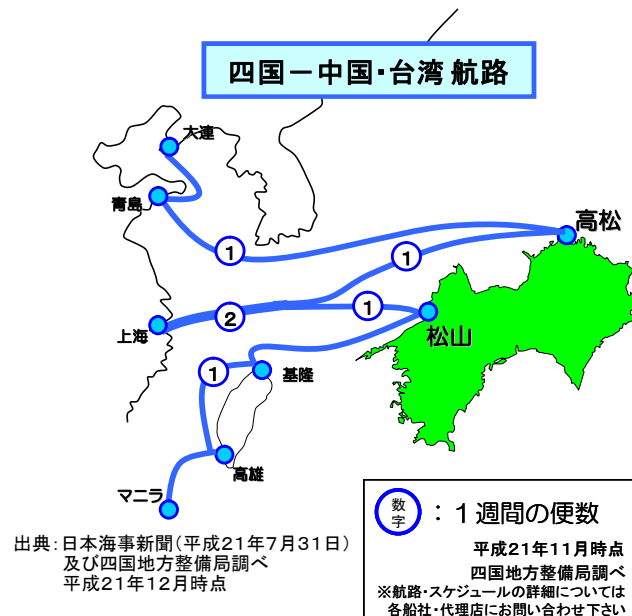 四国－中国・台湾 航路
大連
青島
高松
1
1
上海
2
1
松山
1
基隆
高雄
マニラ
数字
：１週間の便数
平成21年11月時点
四国地方整備局調べ
※航路・スケジュールの詳細については
各船社・代理店にお問い合わせ下さい
出典：日本海事新聞（平成21年7月31日）
及び四国地方整備局調べ
平成21年12月時点